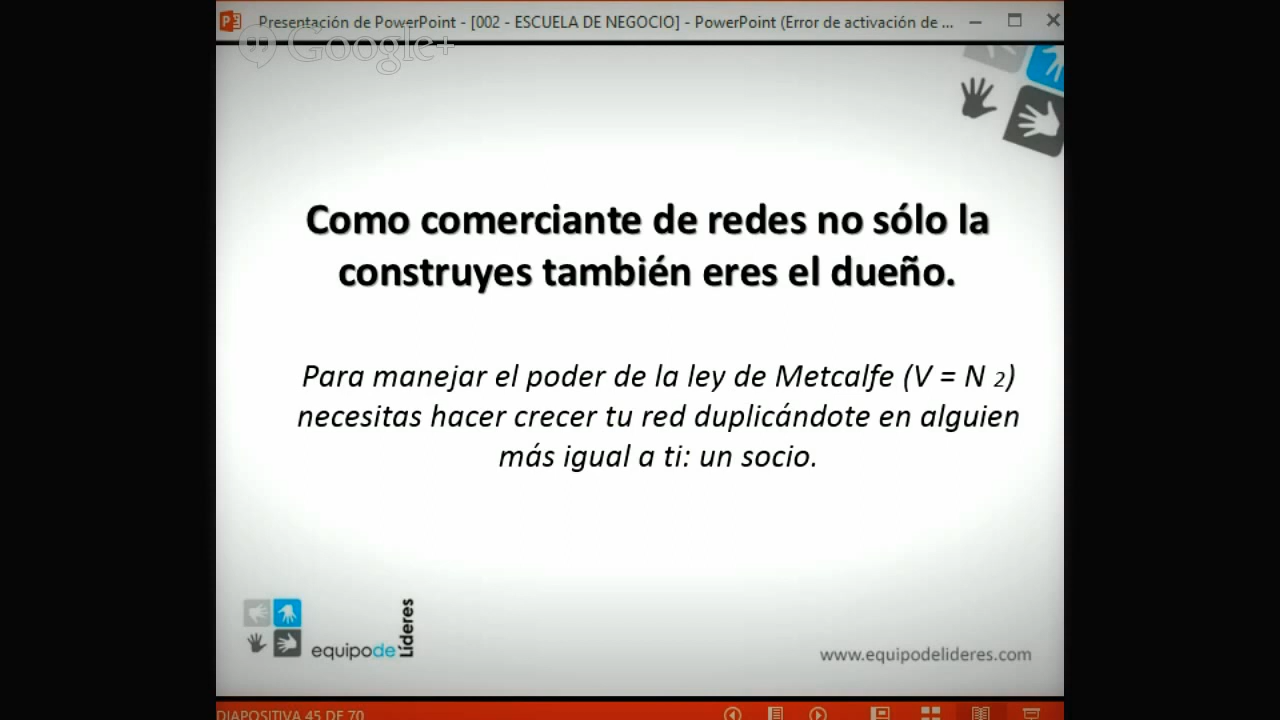 Presentación de PowerPoint - [002 - ESCUELA DE NEGOCIO] - PowerPoint (Error de activación de ...
Google+
Como comerciante de redes no sólo la
construyes también eres el dueño.
Para manejar el poder de la ley de Metcalfe (V = N 2)
necesitas hacer crecer tu red duplicándote en alguien
más igual a ti: un socio.
equipode Líderes
www.equipodelideres.com
DIAPOSITIVA 45 DE 70